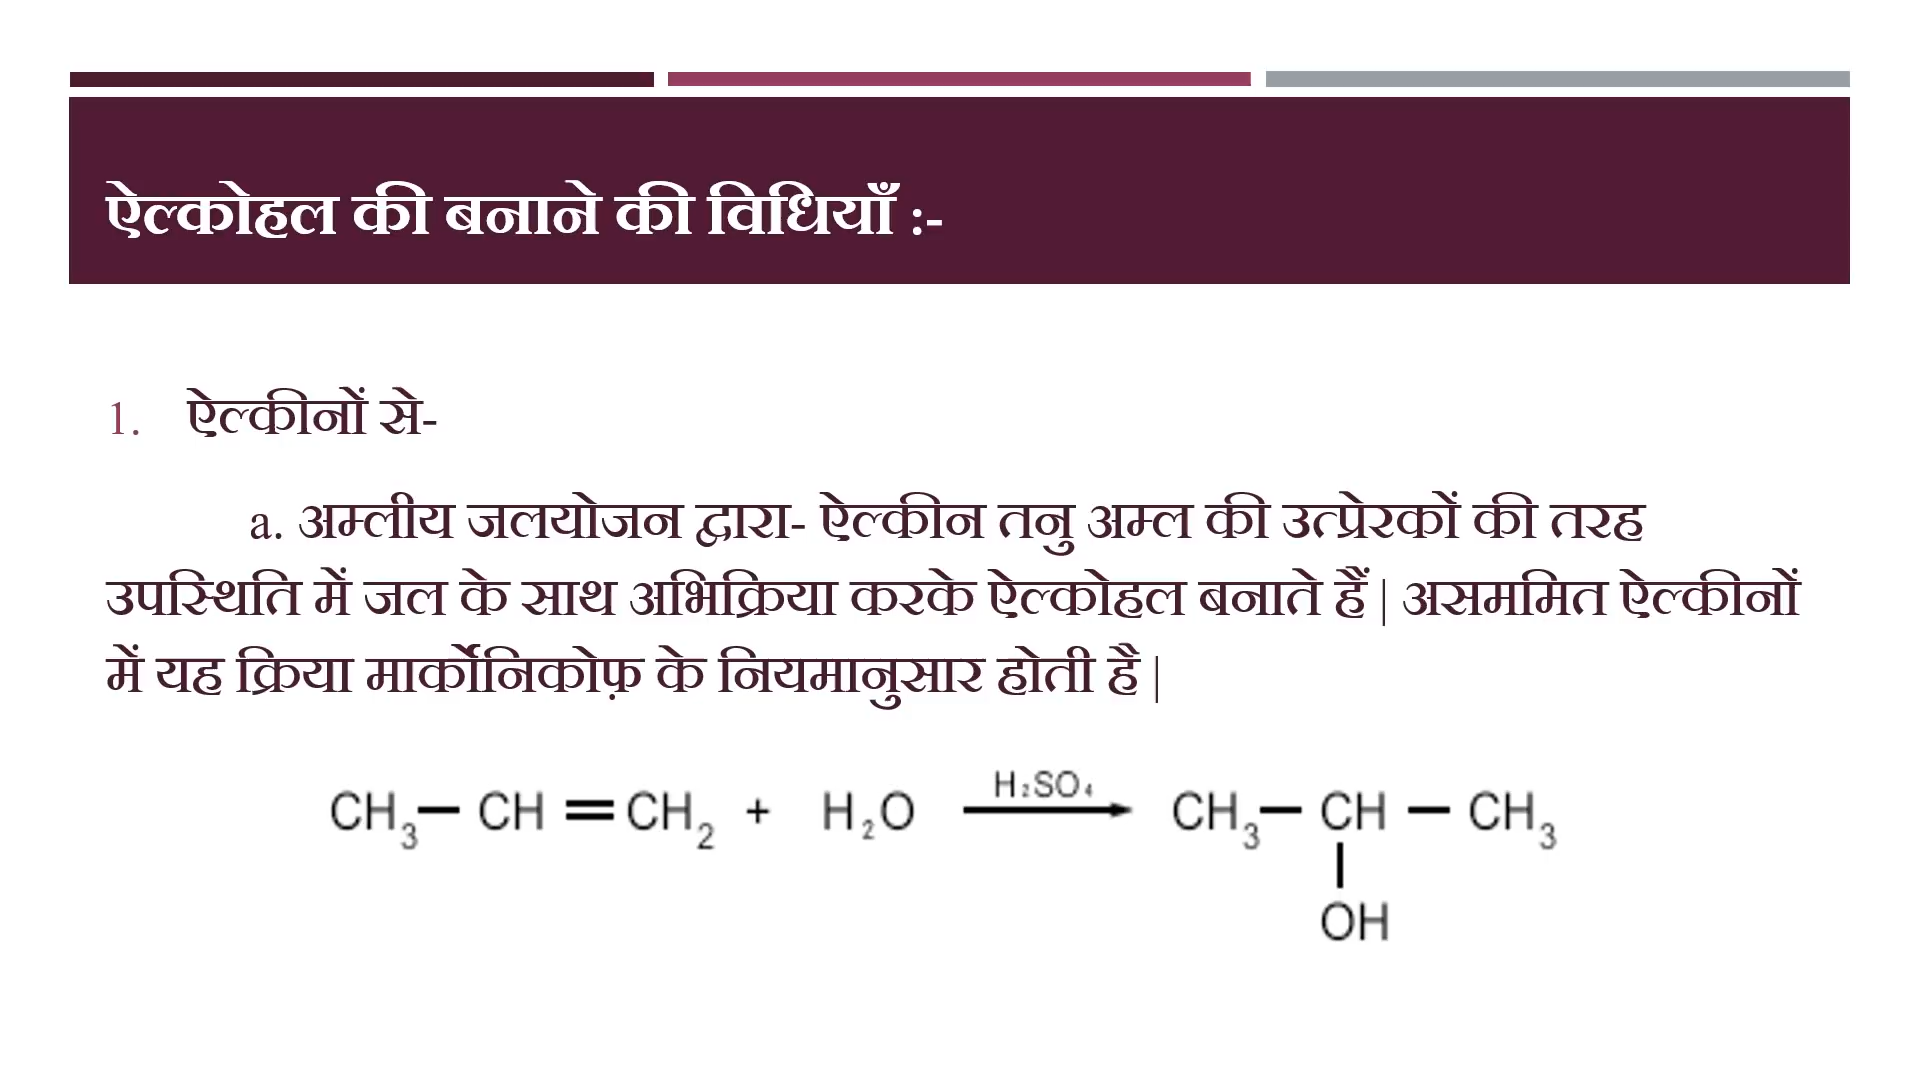 ऐल्कोहल की बनाने की विधियाँ :-
1. ऐल्कीनों से-
a. अम्लीय जलयोजन द्वारा- ऐल्कीन तनु अम्ल की उत्प्रेरकों की तरह
उपस्थिति में जल के साथ अभिक्रिया करके ऐल्कोहल बनाते हैं | असममित ऐल्कीनों
में यह क्रिया मार्कोनिकोफ़ के नियमानुसार होती है |
H₂SO₄
CH₃— CH ═ CH₂ + H₂O → CH₃— CH — CH₃
|
OH